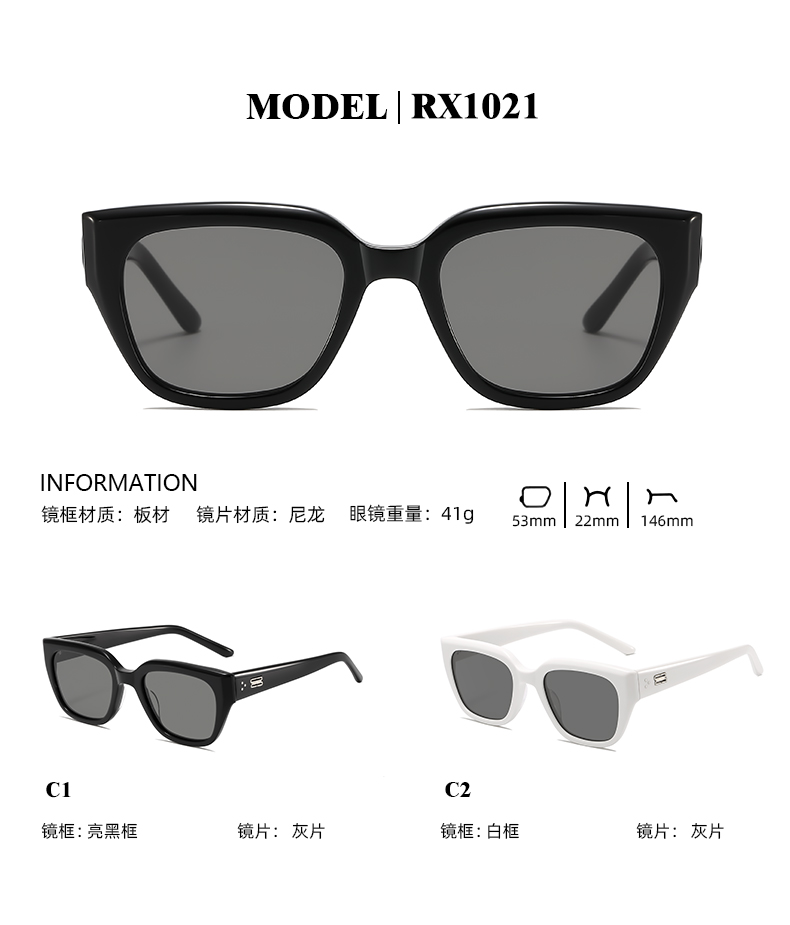 MODEL | RX1021
INFORMATION
镜框材质：板材 镜片材质：尼龙 眼镜重量：41g
53mm 22mm 146mm
C1 C2
镜框：亮黑框 镜片： 灰片 镜框：白框 镜片： 灰片